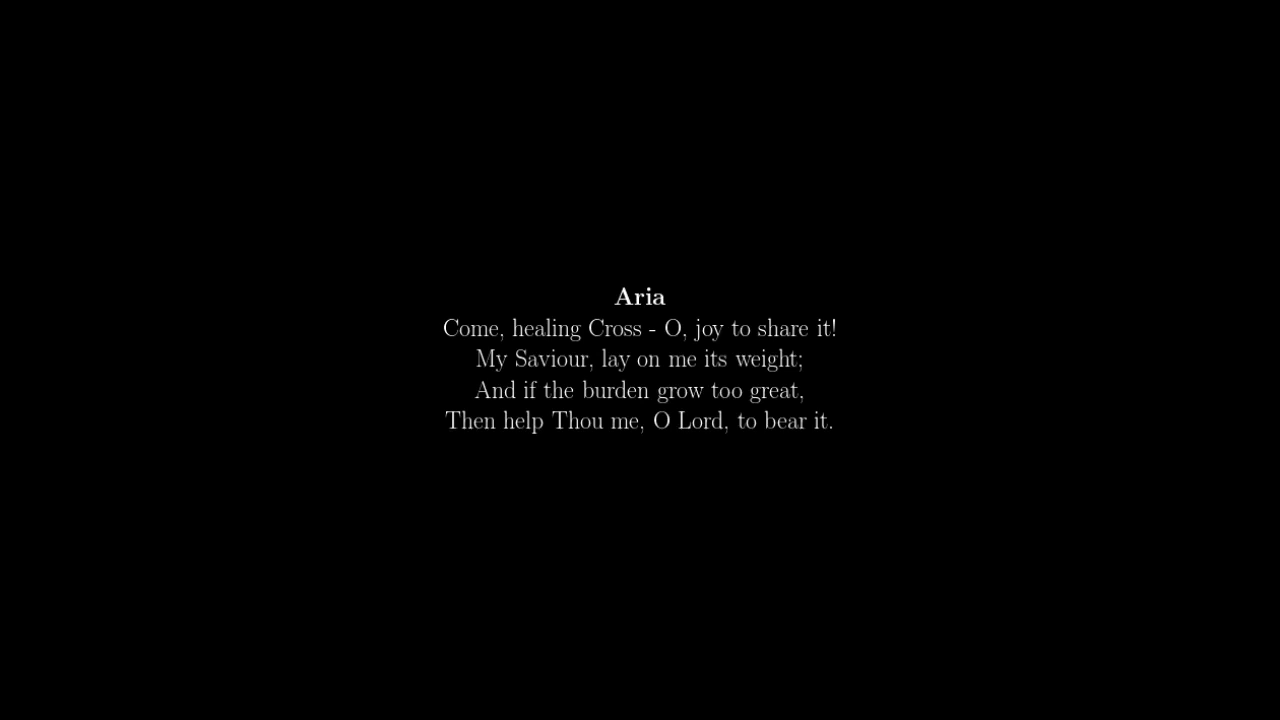 Aria
Come, healing Cross - O, joy to share it!
My Saviour, lay on me its weight;
And if the burden grow too great,
Then help Thou me, O Lord, to bear it.